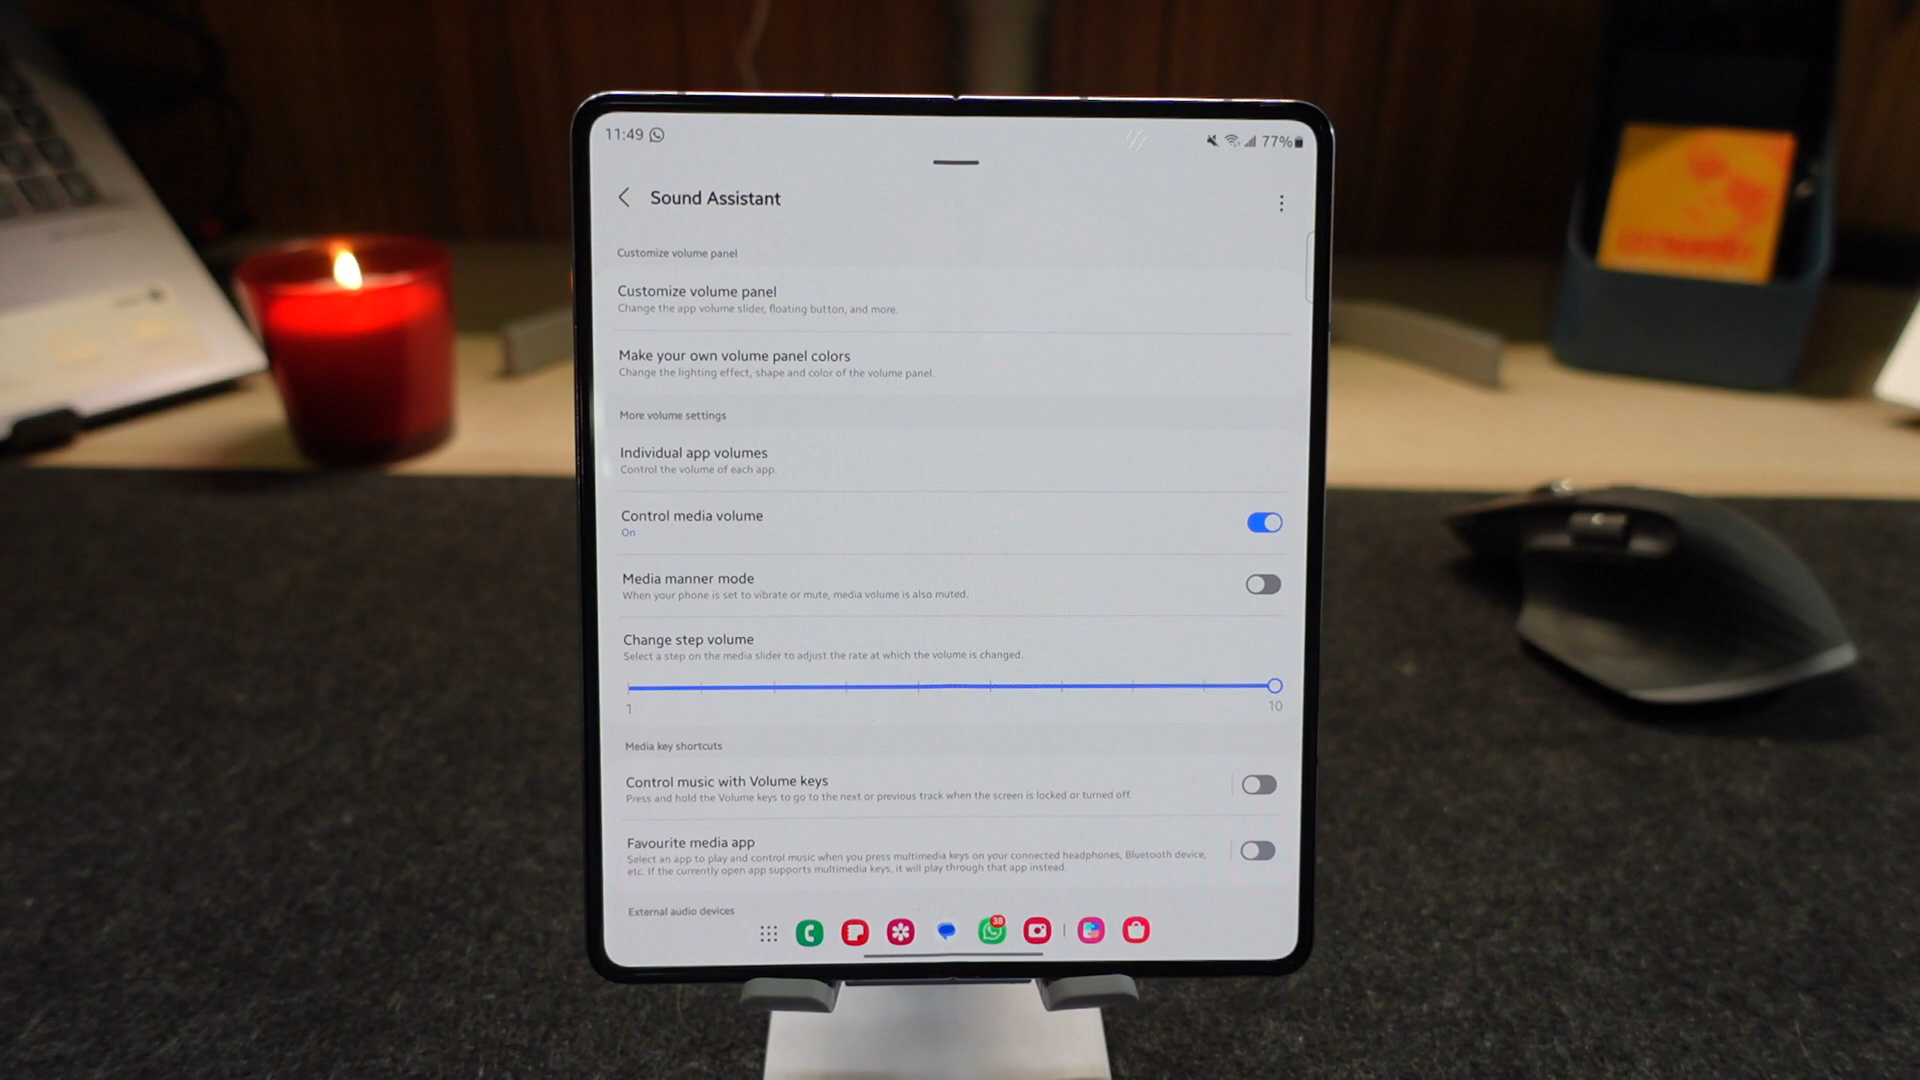 11:49
77%
Sound Assistant
Customize volume panel
Customize volume panel
Change the app volume slider, floating button, and more.
Make your own volume panel colors
Change the lighting effect, shape and color of the volume panel.
More volume settings
Individual app volumes
Control the volume of each app.
Control media volume
On
Media manner mode
When your phone is set to vibrate or mute, media volume is also muted.
Change step volume
Select a step on the media slider to adjust the rate at which the volume is changed.
1
10
Media key shortcuts
Control music with Volume keys
Press and hold the Volume keys to go to the next or previous track when the screen is locked or turned off.
Favourite media app
Select an app to play and control music when you press multimedia keys on your connected headphones, Bluetooth device,
etc. If the currently open app supports multimedia keys, it will play through that app instead.
External audio devices
38